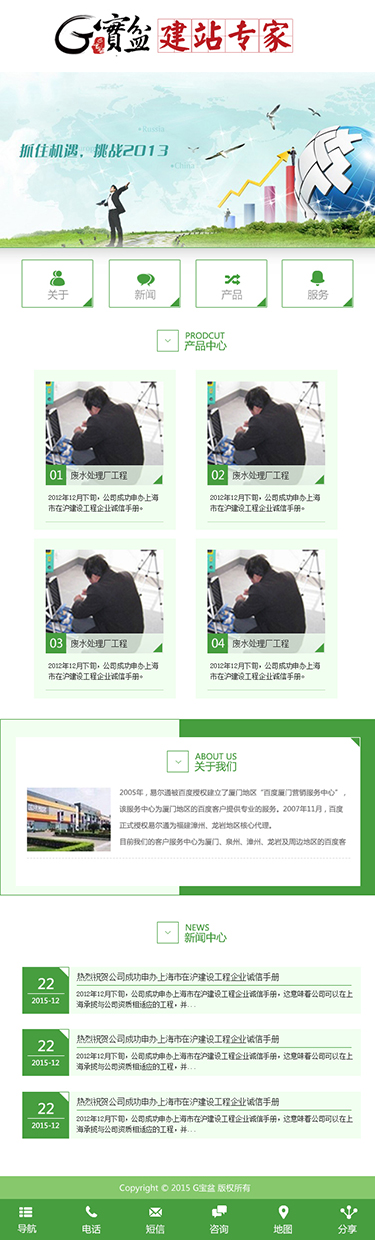 G寶盆 建站专家
Russia
China
抓住机遇，挑战2013
关于 新闻 产品 服务
PRODCUT
产品中心
01 废水处理厂工程
2012年12月下旬，公司成功申办上海
市在沪建设工程企业诚信手册。
02 废水处理厂工程
2012年12月下旬，公司成功申办上海
市在沪建设工程企业诚信手册。
03 废水处理厂工程
2012年12月下旬，公司成功申办上海
市在沪建设工程企业诚信手册。
04 废水处理厂工程
2012年12月下旬，公司成功申办上海
市在沪建设工程企业诚信手册。
ABOUT US
关于我们
2005年，易尔通被百度授权建立了厦门地区“百度厦门营销服务中心”，
该服务中心为厦门地区的百度客户提供专业的服务。2007年11月，百度
正式授权易尔通为福建漳州、龙岩地区核心代理。
目前我们的客户服务中心为厦门、泉州、漳州、龙岩及周边地区的百度客
NEWS
新闻中心
22
2015-12
热烈祝贺公司成功申办上海市在沪建设工程企业诚信手册
2012年12月下旬，公司成功申办上海市在沪建设工程企业诚信手册，这意味着公司可以在上
海承揽与公司资质相适应的工程，并...
22
2015-12
热烈祝贺公司成功申办上海市在沪建设工程企业诚信手册
2012年12月下旬，公司成功申办上海市在沪建设工程企业诚信手册，这意味着公司可以在上
海承揽与公司资质相适应的工程，并...
22
2015-12
热烈祝贺公司成功申办上海市在沪建设工程企业诚信手册
2012年12月下旬，公司成功申办上海市在沪建设工程企业诚信手册，这意味着公司可以在上
海承揽与公司资质相适应的工程，并...
Copyright © 2015 G宝盆 版权所有
导航 电话 短信 咨询 地图 分享